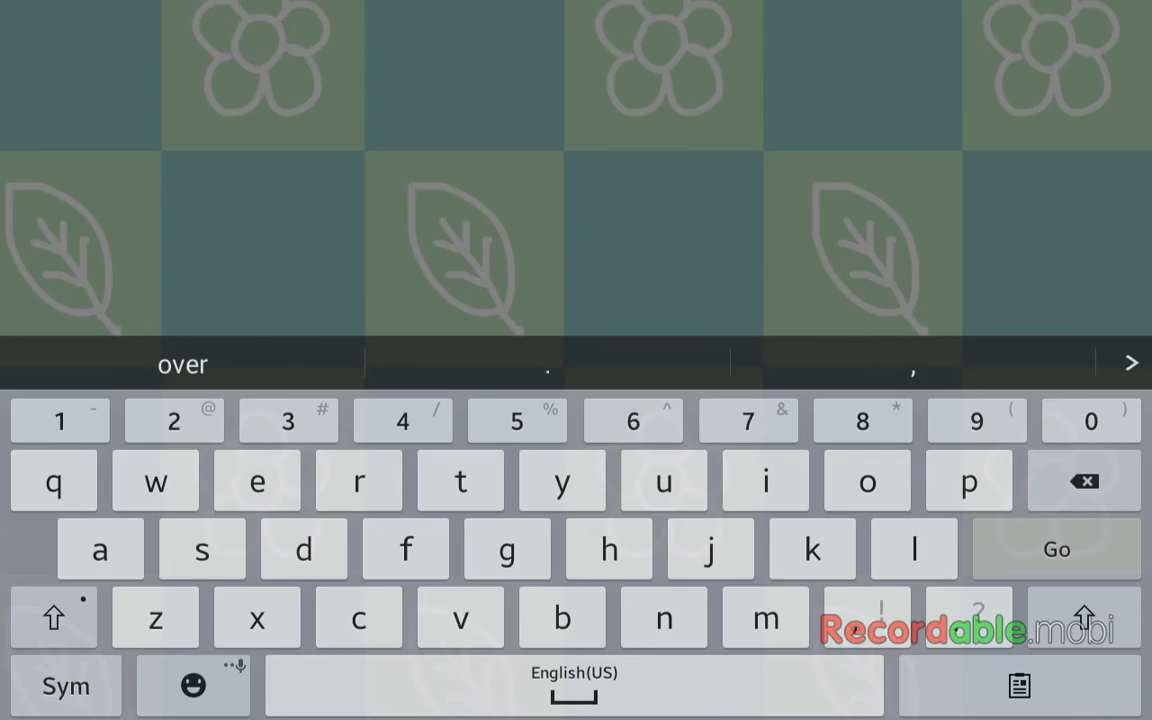 over . ,
1 - 2 @ 3 # 4 / 5 % 6 ^ 7 & 8 * 9 ( 0 )
q w e r t y u i o p
a s d f g h j k l Go
z x c v b n m , ! . ?
Recordable.mobi
Sym English(US)